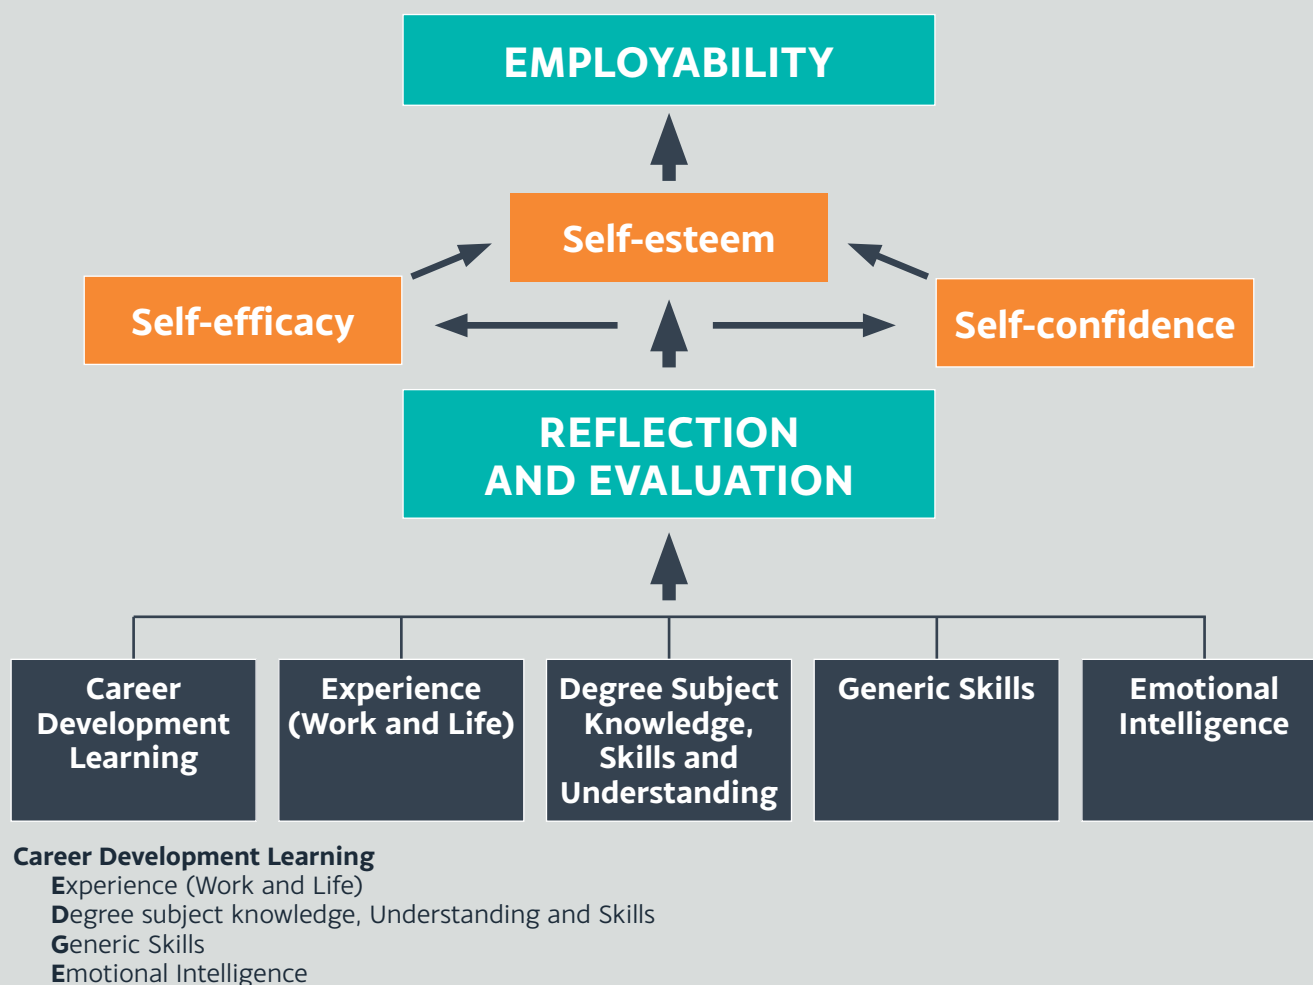 EMPLOYABILITY
Self-esteem
Self-efficacy
Self-confidence
REFLECTION
AND EVALUATION
Career
Development
Learning
Experience
(Work and Life)
Degree Subject
Knowledge,
Skills and
Understanding
Generic Skills
Emotional
Intelligence
Career Development Learning
Experience (Work and Life)
Degree subject knowledge, Understanding and Skills
Generic Skills
Emotional Intelligence